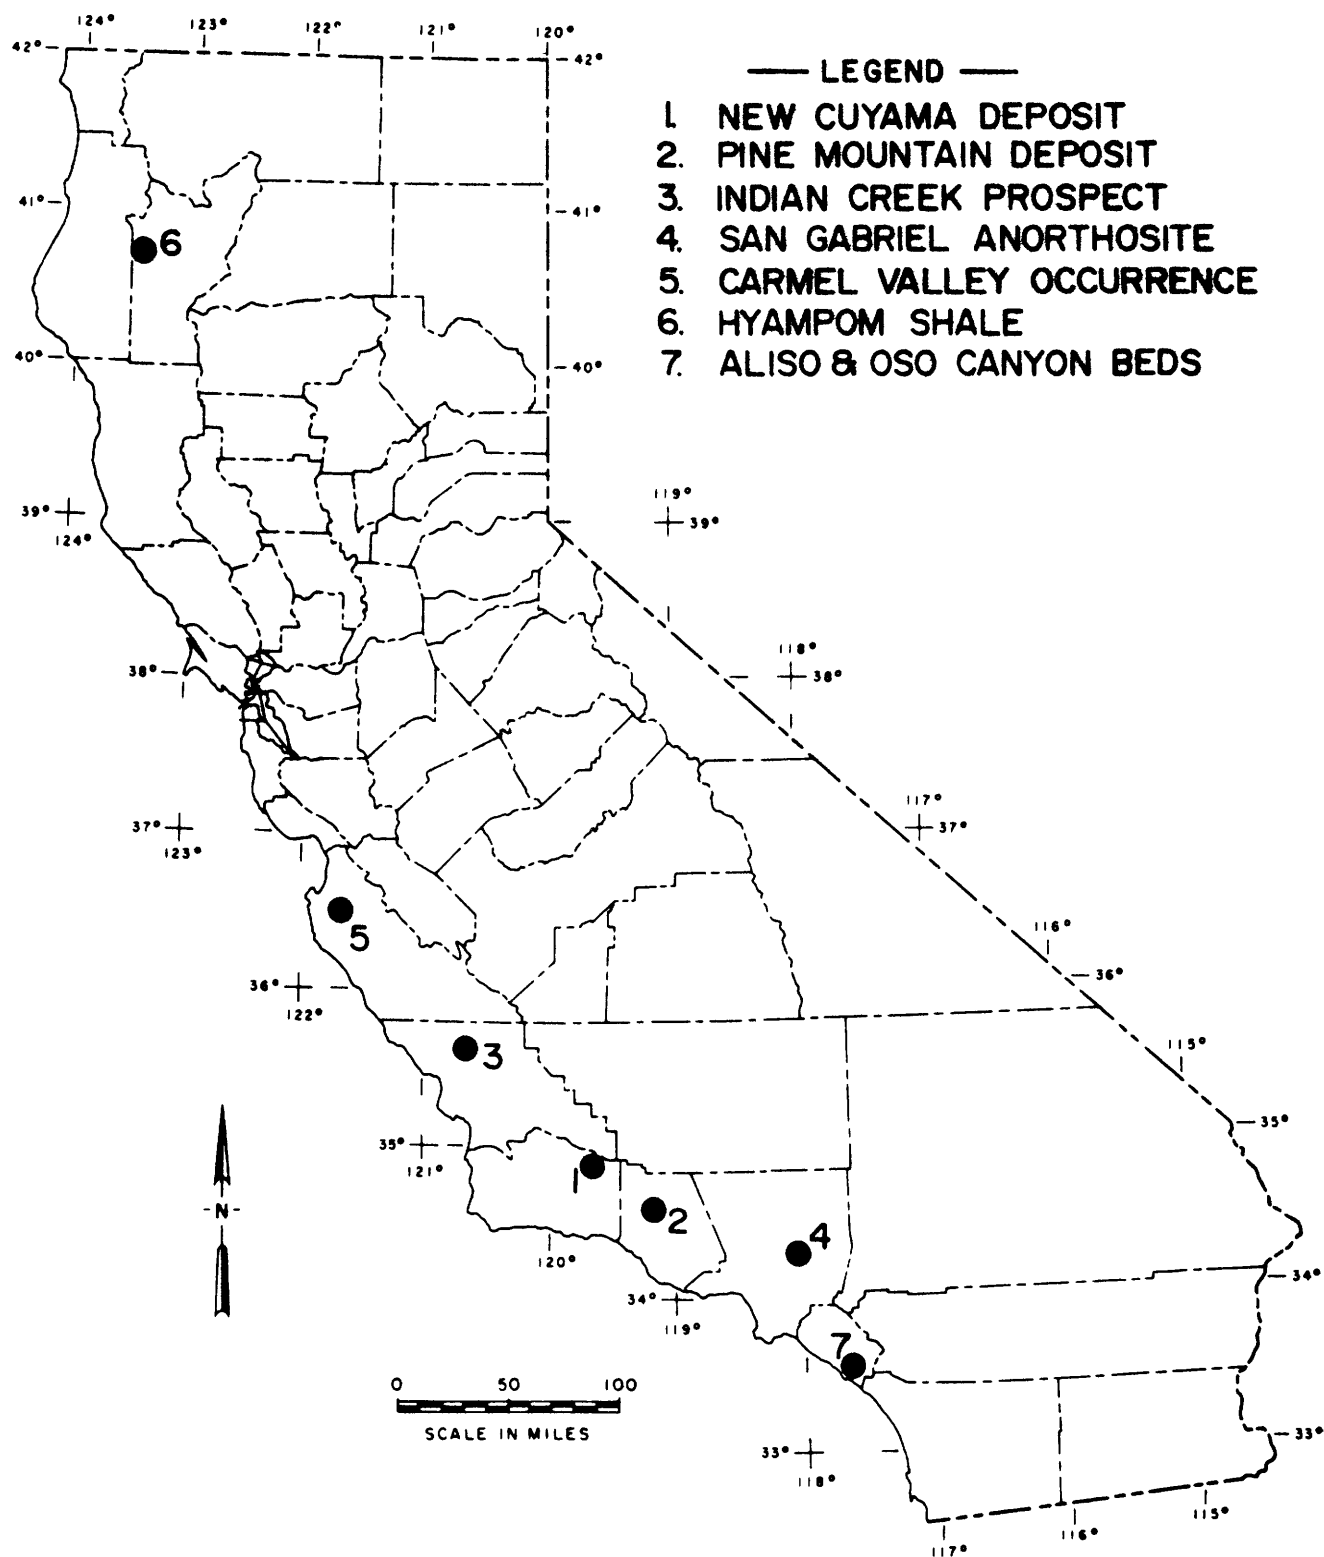 124° 123° 122° 121° 120°
42° 42°
LEGEND
1. NEW CUYAMA DEPOSIT
2. PINE MOUNTAIN DEPOSIT
3. INDIAN CREEK PROSPECT
4. SAN GABRIEL ANORTHOSITE
5. CARMEL VALLEY OCCURRENCE
6. HYAMPOM SHALE
7. ALISO & OSO CANYON BEDS
41° 41°
6
40° 40°
119°
39° 39°
124°
118°
38° 38°
117°
37° 37°
123°
5
116°
36° 36°
122°
3
115°
35° 35°
121°
1
2
-N-
4
120°
34° 34°
119°
7
0 50 100
SCALE IN MILES
33° 33°
118°
117° 116° 115°